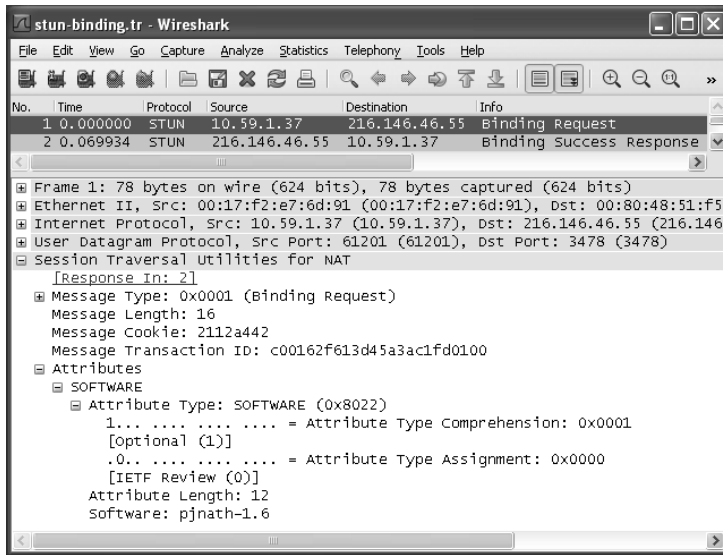 stun-binding.tr - Wireshark
File Edit View Go Capture Analyze Statistics Telephony Tools Help
No. Time Protocol Source Destination Info
1 0.000000 STUN 10.59.1.37 216.146.46.55 Binding Request
2 0.069934 STUN 216.146.46.55 10.59.1.37 Binding Success Response
Frame 1: 78 bytes on wire (624 bits), 78 bytes captured (624 bits)
Ethernet II, Src: 00:17:f2:e7:6d:91 (00:17:f2:e7:6d:91), Dst: 00:80:48:51:f5
Internet Protocol, Src: 10.59.1.37 (10.59.1.37), Dst: 216.146.46.55 (216.146
User Datagram Protocol, Src Port: 61201 (61201), Dst Port: 3478 (3478)
Session Traversal Utilities for NAT
[Response In: 2]
Message Type: 0x0001 (Binding Request)
Message Length: 16
Message Cookie: 2112a442
Message Transaction ID: c00162f613d45a3ac1fd0100
Attributes
SOFTWARE
Attribute Type: SOFTWARE (0x8022)
1... .... .... .... = Attribute Type Comprehension: 0x0001
[Optional (1)]
.0.. .... .... .... = Attribute Type Assignment: 0x0000
[IETF Review (0)]
Attribute Length: 12
Software: pjnath-1.6